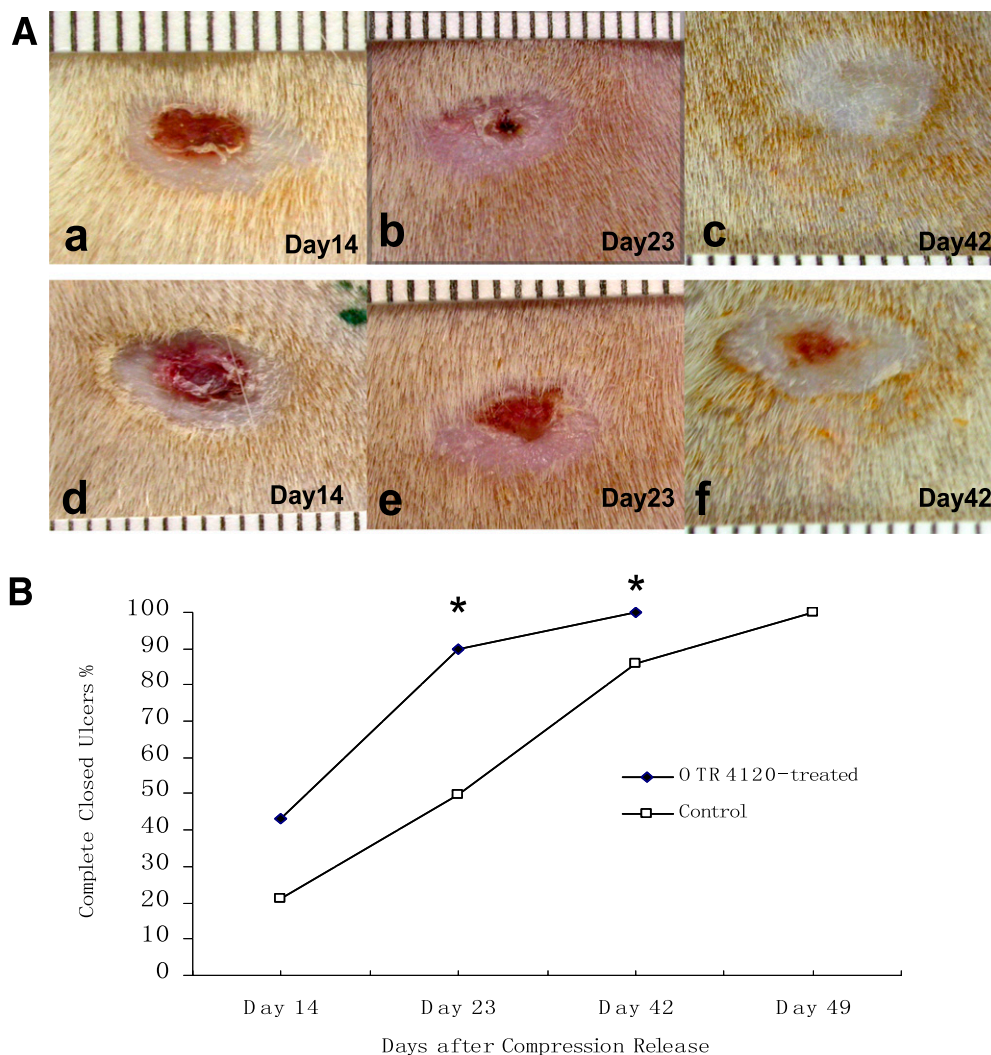 A
a
Day14
b
Day23
c
Day42
d
Day14
e
Day23
f
Day42
B
*
*
100
90
80
70
60
50
40
30
20
10
0
Complete Closed Ulcers %
OTR4120-treated
Control
Day 14
Day 23
Day 42
Day 49
Days after Compression Release